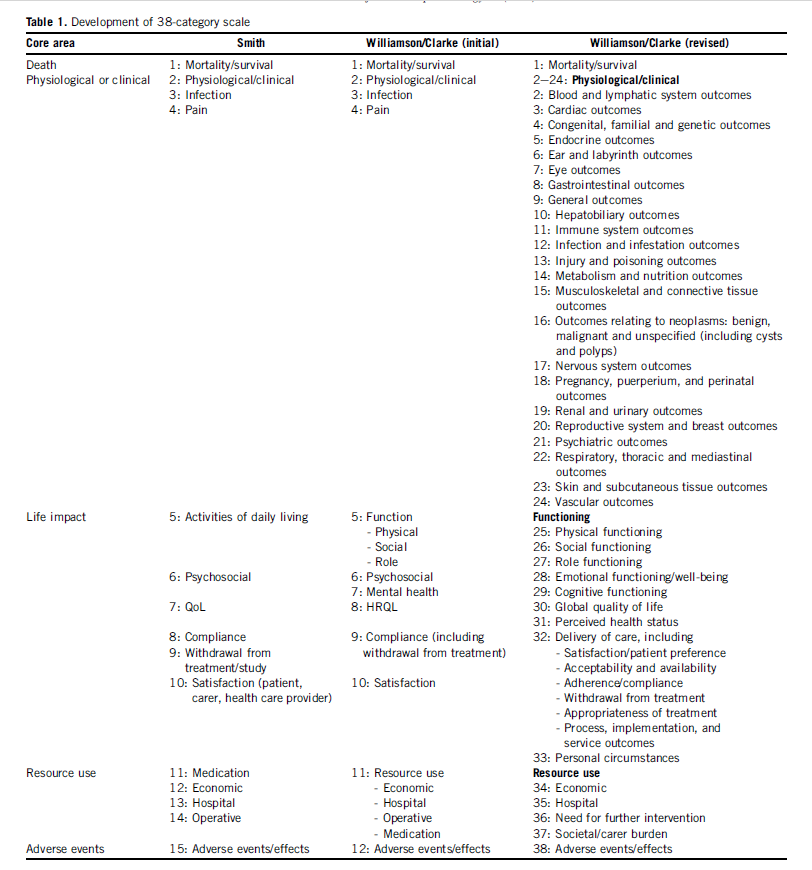 Table 1. Development of 38-category scale
Core area Smith Williamson/Clarke (initial) Williamson/Clarke (revised)
Death 1: Mortality/survival 1: Mortality/survival 1: Mortality/survival
Physiological or clinical 2: Physiological/clinical 2: Physiological/clinical 2–24: Physiological/clinical
3: Infection 3: Infection 2: Blood and lymphatic system outcomes
4: Pain 4: Pain 3: Cardiac outcomes
4: Congenital, familial and genetic outcomes
5: Endocrine outcomes
6: Ear and labyrinth outcomes
7: Eye outcomes
8: Gastrointestinal outcomes
9: General outcomes
10: Hepatobiliary outcomes
11: Immune system outcomes
12: Infection and infestation outcomes
13: Injury and poisoning outcomes
14: Metabolism and nutrition outcomes
15: Musculoskeletal and connective tissue
outcomes
16: Outcomes relating to neoplasms: benign,
malignant and unspecified (including cysts
and polyps)
17: Nervous system outcomes
18: Pregnancy, puerperium, and perinatal
outcomes
19: Renal and urinary outcomes
20: Reproductive system and breast outcomes
21: Psychiatric outcomes
22: Respiratory, thoracic and mediastinal
outcomes
23: Skin and subcutaneous tissue outcomes
24: Vascular outcomes
Life impact 5: Activities of daily living 5: Function Functioning
- Physical 25: Physical functioning
- Social 26: Social functioning
- Role 27: Role functioning
6: Psychosocial 6: Psychosocial 28: Emotional functioning/well-being
7: Mental health 29: Cognitive functioning
7: QoL 8: HRQL 30: Global quality of life
31: Perceived health status
8: Compliance 9: Compliance (including 32: Delivery of care, including
9: Withdrawal from withdrawal from treatment) - Satisfaction/patient preference
treatment/study - Acceptability and availability
10: Satisfaction (patient, 10: Satisfaction - Adherence/compliance
carer, health care provider) - Withdrawal from treatment
- Appropriateness of treatment
- Process, implementation, and
service outcomes
33: Personal circumstances
Resource use 11: Medication 11: Resource use Resource use
12: Economic - Economic 34: Economic
13: Hospital - Hospital 35: Hospital
14: Operative - Operative 36: Need for further intervention
- Medication 37: Societal/carer burden
Adverse events 15: Adverse events/effects 12: Adverse events/effects 38: Adverse events/effects